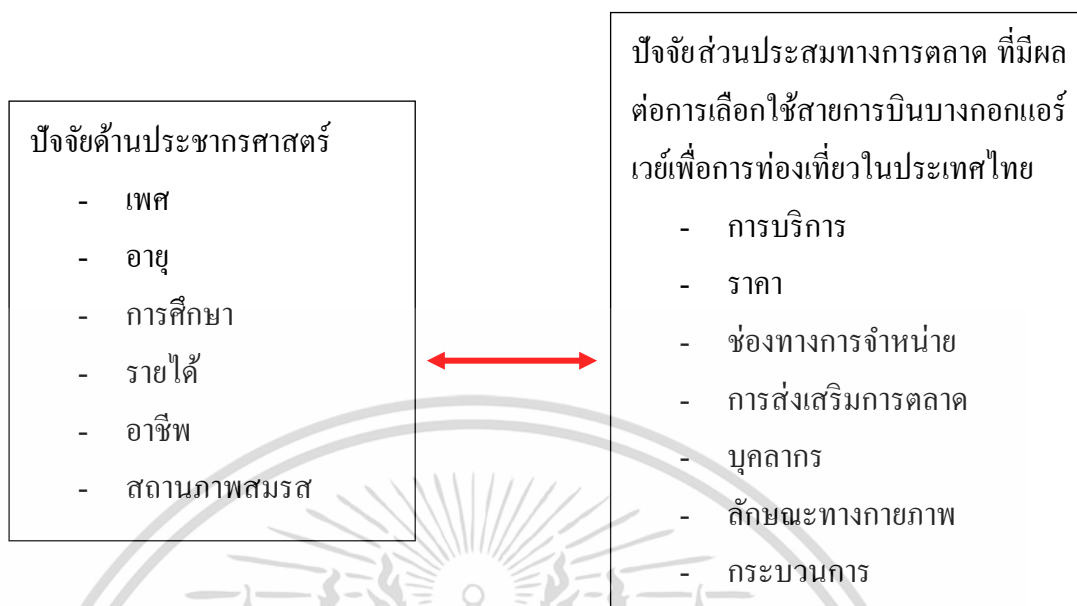 ปัจจัยด้านประชากรศาสตร์
- เพศ
- อายุ
- การศึกษา
- รายได้
- อาชีพ
- สถานภาพสมรส
ปัจจัยส่วนประสมทางการตลาด ที่มีผล
ต่อการเลือกใช้สายการบินบางกอกแอร์
เวย์เพื่อการท่องเที่ยวในประเทศไทย
- การบริการ
- ราคา
- ช่องทางการจำหน่าย
- การส่งเสริมการตลาด
- บุคลากร
- ลักษณะทางกายภาพ
- กระบวนการ